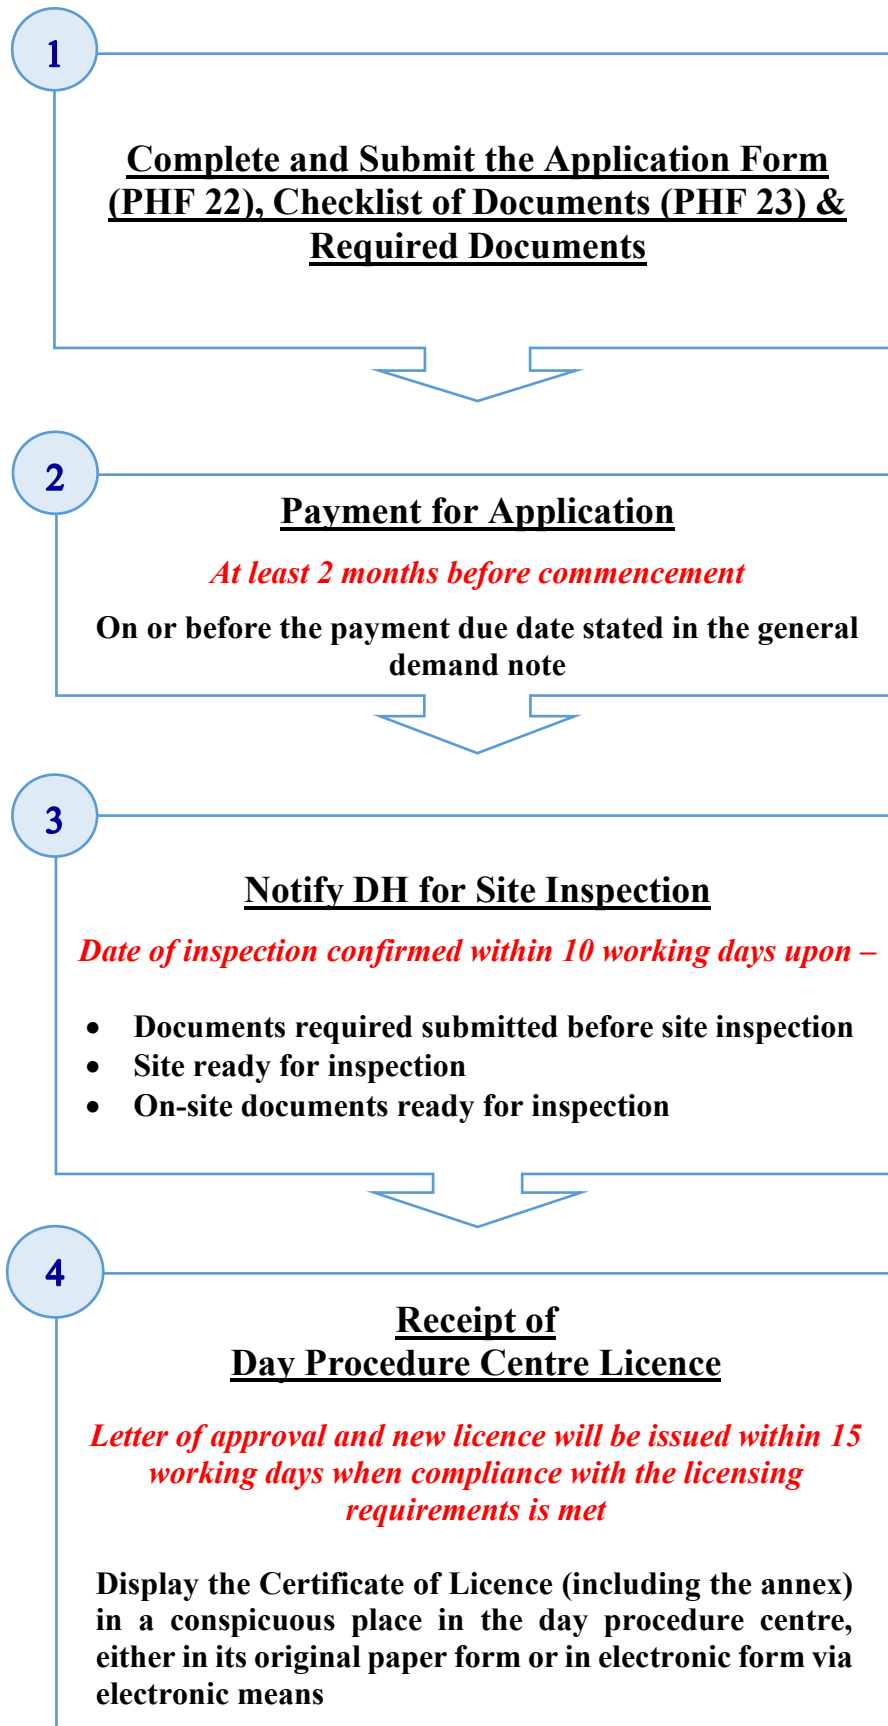 1
Complete and Submit the Application Form
(PHF 22), Checklist of Documents (PHF 23) &
Required Documents
2
Payment for Application
At least 2 months before commencement
On or before the payment due date stated in the general
demand note
3
Notify DH for Site Inspection
Date of inspection confirmed within 10 working days upon –
• Documents required submitted before site inspection
• Site ready for inspection
• On-site documents ready for inspection
4
Receipt of
Day Procedure Centre Licence
Letter of approval and new licence will be issued within 15
working days when compliance with the licensing
requirements is met
Display the Certificate of Licence (including the annex)
in a conspicuous place in the day procedure centre,
either in its original paper form or in electronic form via
electronic means